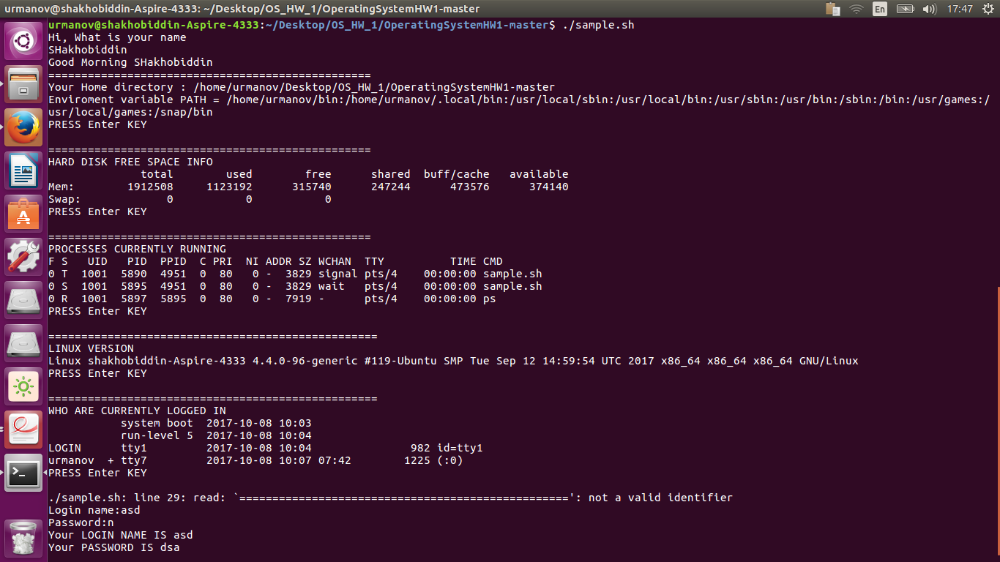 urmanov@shakhobiddin-Aspire-4333: ~/Desktop/OS_HW_1/OperatingSystemHW1-master En 17:47
urmanov@shakhobiddin-Aspire-4333:~/Desktop/OS_HW_1/OperatingSystemHW1-master$ ./sample.sh
Hi, What is your name
SHakhobiddin
Good Morning SHakhobiddin
=================================================
Your Home directory : /home/urmanov/Desktop/OS_HW_1/OperatingSystemHW1-master
Enviroment variable PATH = /home/urmanov/bin:/home/urmanov/.local/bin:/usr/local/sbin:/usr/local/bin:/usr/sbin:/usr/bin:/sbin:/bin:/usr/games:/
usr/local/games:/snap/bin
PRESS Enter KEY
=================================================
HARD DISK FREE SPACE INFO
              total        used        free      shared  buff/cache   available
Mem:        1912508     1123192      315740      247244      473576      374140
Swap:             0           0           0
PRESS Enter KEY
=================================================
PROCESSES CURRENTLY RUNNING
F S   UID   PID  PPID  C PRI  NI ADDR SZ WCHAN  TTY          TIME CMD
0 T  1001  5890  4951  0  80   0 -  3829 signal pts/4    00:00:00 sample.sh
0 S  1001  5895  4951  0  80   0 -  3829 wait   pts/4    00:00:00 sample.sh
0 R  1001  5897  5895  0  80   0 -  7919 -      pts/4    00:00:00 ps
PRESS Enter KEY
==================================================
LINUX VERSION
Linux shakhobiddin-Aspire-4333 4.4.0-96-generic #119-Ubuntu SMP Tue Sep 12 14:59:54 UTC 2017 x86_64 x86_64 x86_64 GNU/Linux
PRESS Enter KEY
==================================================
WHO ARE CURRENTLY LOGGED IN
           system boot  2017-10-08 10:03
           run-level 5  2017-10-08 10:04
LOGIN      tty1         2017-10-08 10:04               982 id=tty1
urmanov  + tty7         2017-10-08 10:07 07:42        1225 (:0)
PRESS Enter KEY
./sample.sh: line 29: read: `==================================================': not a valid identifier
Login name:asd
Password:n
Your LOGIN NAME IS asd
Your PASSWORD IS dsa